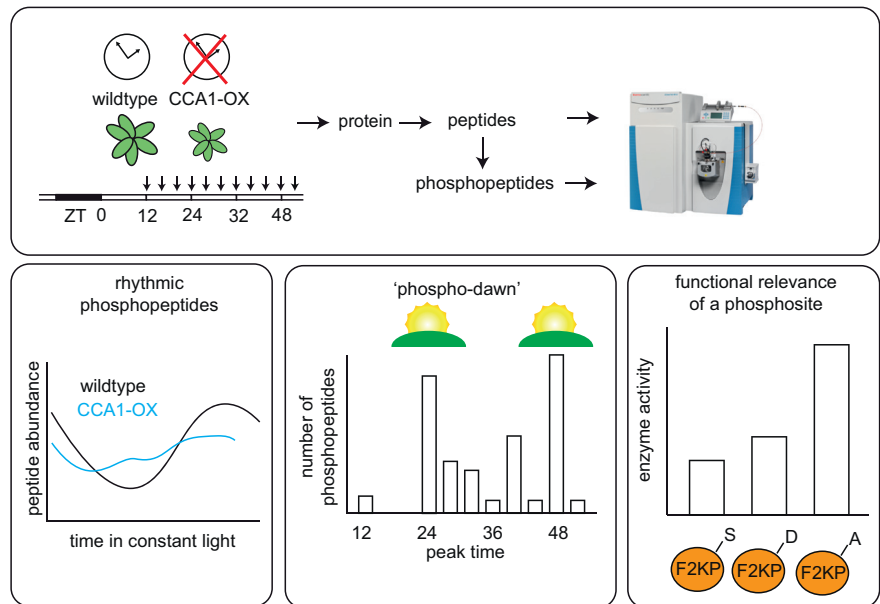 wildtype CCA1-OX
protein
peptides
phosphopeptides
ZT 0 12 24 32 48
rhythmic
phosphopeptides
wildtype
CCA1-OX
peptide abundance
time in constant light
'phospho-dawn'
number of
phosphopeptides
12 24 36 48
peak time
functional relevance
of a phosphosite
enzyme activity
S D A
F2KP F2KP F2KP